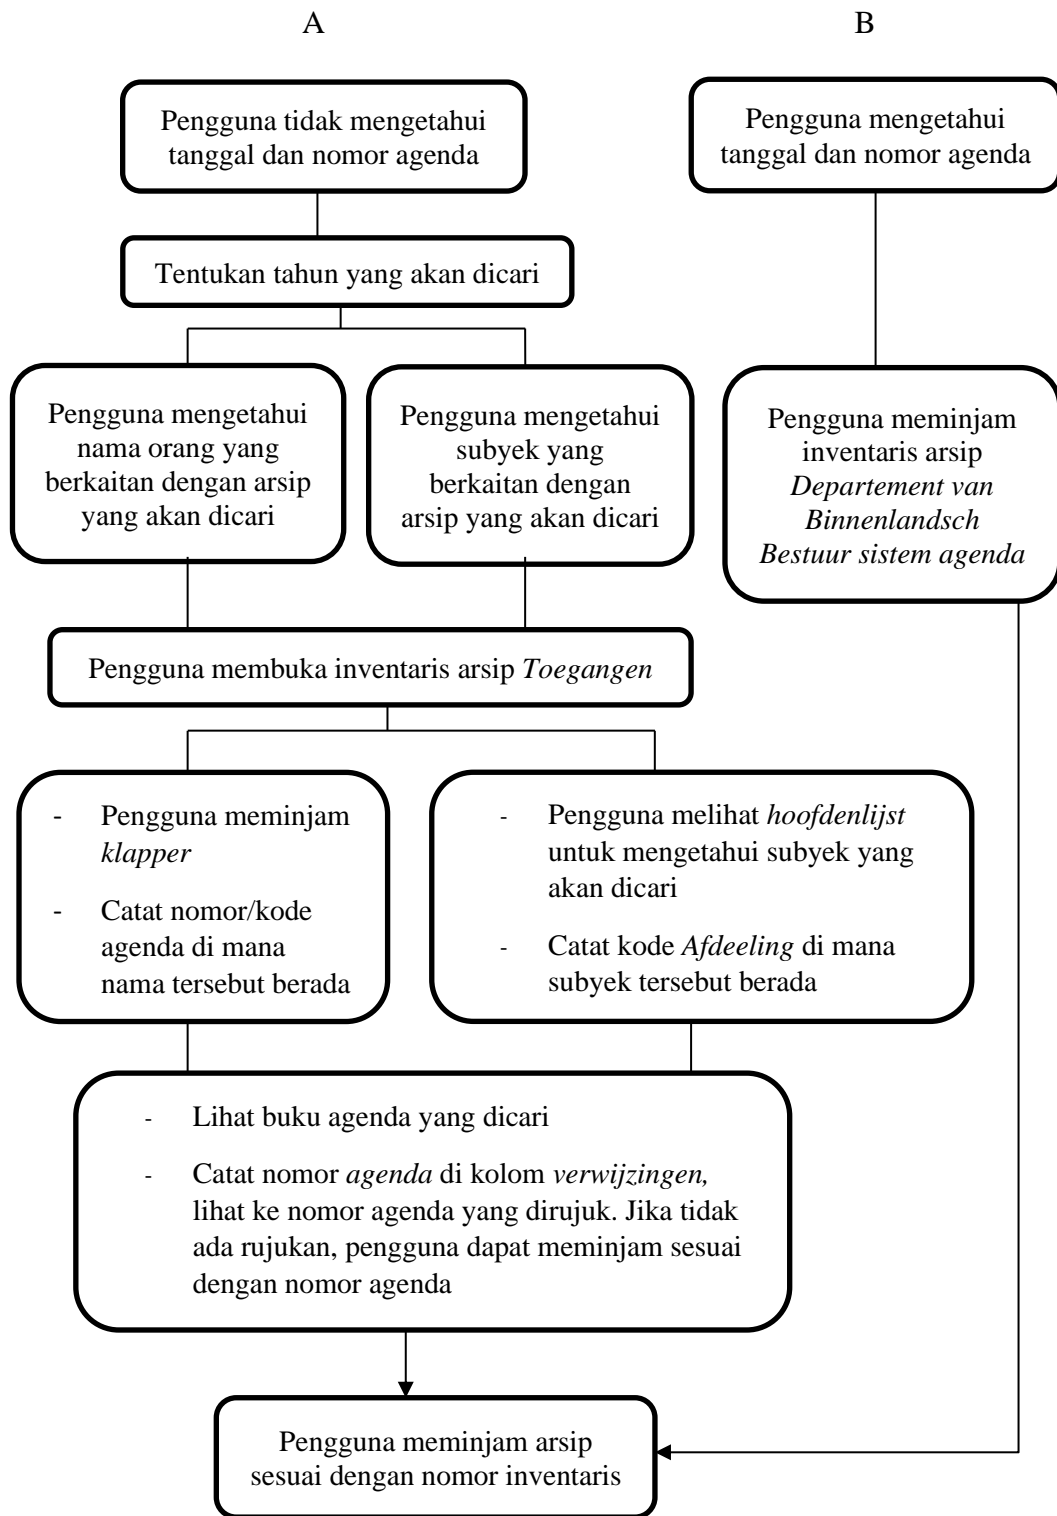 A
B
Pengguna tidak mengetahui
tanggal dan nomor agenda
Pengguna mengetahui
tanggal dan nomor agenda
Tentukan tahun yang akan dicari
Pengguna mengetahui
nama orang yang
berkaitan dengan arsip
yang akan dicari
Pengguna mengetahui
subyek yang
berkaitan dengan
arsip yang akan dicari
Pengguna meminjam
inventaris arsip
Departement van
Binnenlandsch
Bestuur sistem agenda
Pengguna membuka inventaris arsip Toegangen
- Pengguna meminjam
klapper
- Catat nomor/kode
agenda di mana
nama tersebut berada
- Pengguna melihat hoofdenlijst
untuk mengetahui subyek yang
akan dicari
- Catat kode Afdeeling di mana
subyek tersebut berada
- Lihat buku agenda yang dicari
- Catat nomor agenda di kolom verwijzingen,
lihat ke nomor agenda yang dirujuk. Jika tidak
ada rujukan, pengguna dapat meminjam sesuai
dengan nomor agenda
Pengguna meminjam arsip
sesuai dengan nomor inventaris